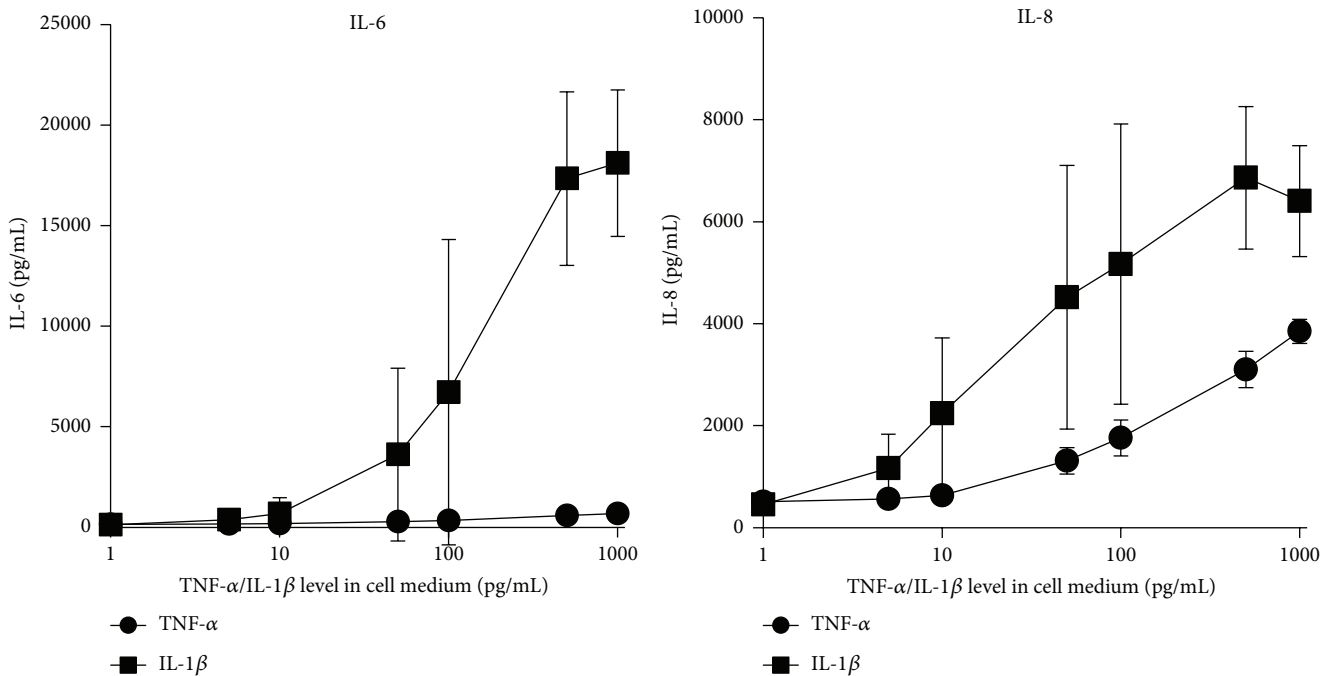 IL-6
25000
20000
15000
10000
5000
0
IL-6 (pg/mL)
1 10 100 1000
TNF-α/IL-1β level in cell medium (pg/mL)
TNF-α
IL-1β
IL-8
10000
8000
6000
4000
2000
0
IL-8 (pg/mL)
1 10 100 1000
TNF-α/IL-1β level in cell medium (pg/mL)
TNF-α
IL-1β